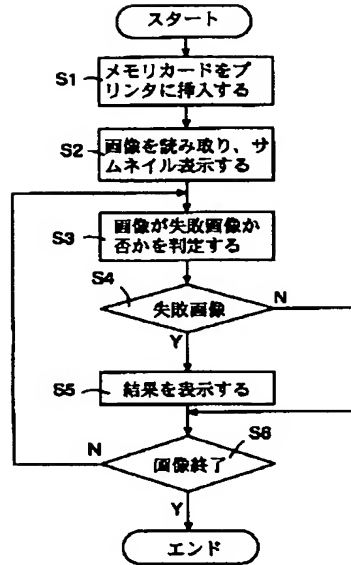 スタート
S1
メモリカードをプ
リンタに挿入する
S2
画像を読み取り、サ
ムネイル表示する
S3
画像が失敗画像か
否かを判定する
S4
失敗画像
N
Y
S5
結果を表示する
S6
画像終了
N
Y
エンド